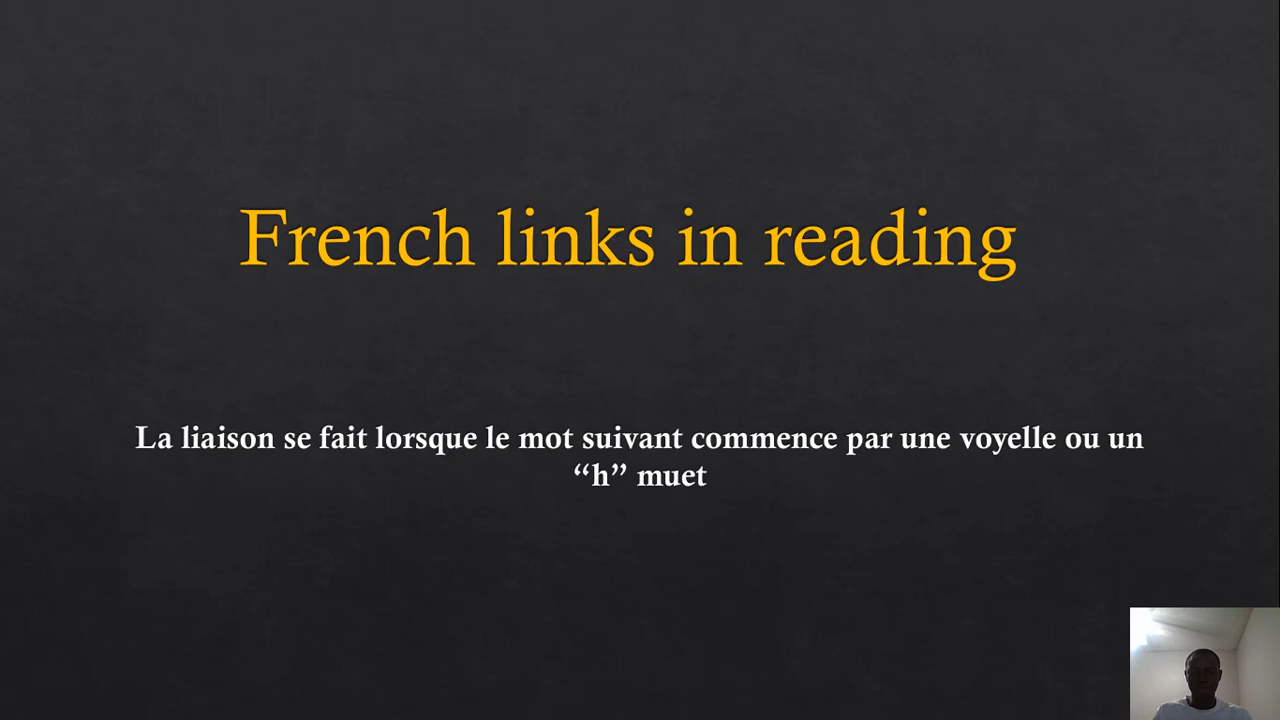 French links in reading
La liaison se fait lorsque le mot suivant commence par une voyelle ou un
“h” muet